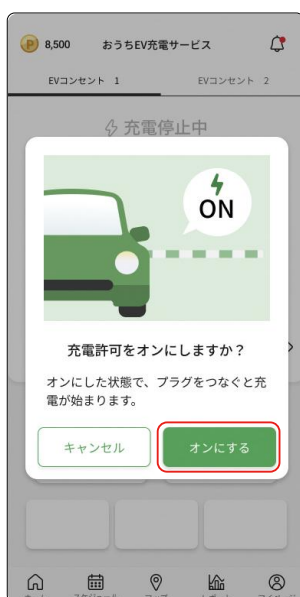 P 8,500 おうちEV充電サービス
EVコンセント 1 EVコンセント 2
充電停止中
ON
充電許可をオンにしますか？
オンにした状態で、プラグをつなぐと充
電が始まります。
キャンセル オンにする